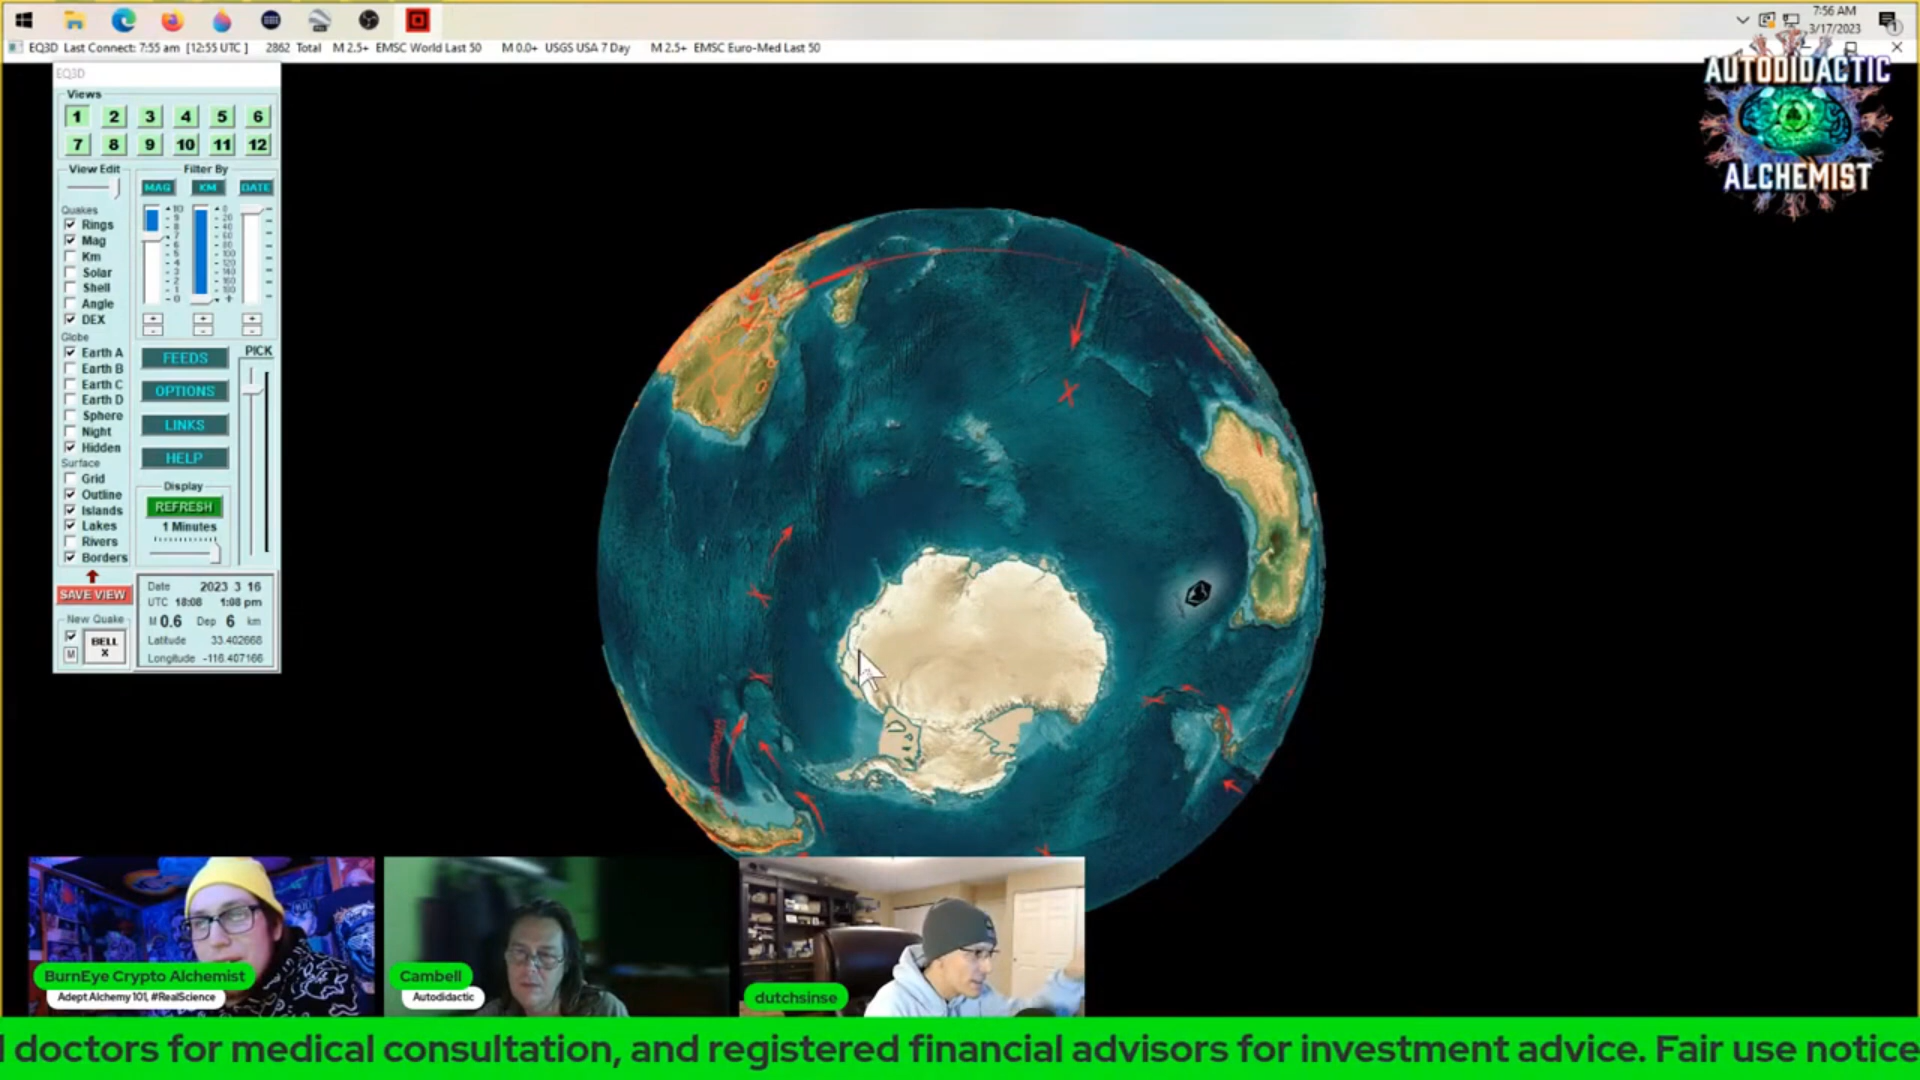 7:56 AM
3/17/2023
EQ3D Last Connect: 7:55 am [12:55 UTC ] 2862 Total M 2.5+ EMSC World Last 50 M 0.0+ USGS USA 7 Day M 2.5+ EMSC Euro-Med Last 50
AUTODIDACTIC
ALCHEMIST
EQ3D
Views
1 2 3 4 5 6
7 8 9 10 11 12
View Edit
Filter By
MAG KM DATE
Quakes
Rings
Mag
Km
Solar
Shell
Angle
DEX
Globe
Earth A
Earth B
Earth C
Earth D
Sphere
Night
Hidden
Surface
Grid
Outline
Islands
Lakes
Rivers
Borders
FEEDS
OPTIONS
LINKS
HELP
PICK
Display
REFRESH
1 Minutes
SAVE VIEW
New Quake
M
BELL
X
Date 2023 3 16
UTC 18:08 1:08 pm
M 0.6 Dep 6 km
Latitude 33.402668
Longitude -116.407166
BurnEye Crypto Alchemist
Adept Alchemy 101, #RealScience
Cambell
Autodidactic
dutchsinse
doctors for medical consultation, and registered financial advisors for investment advice. Fair use notice